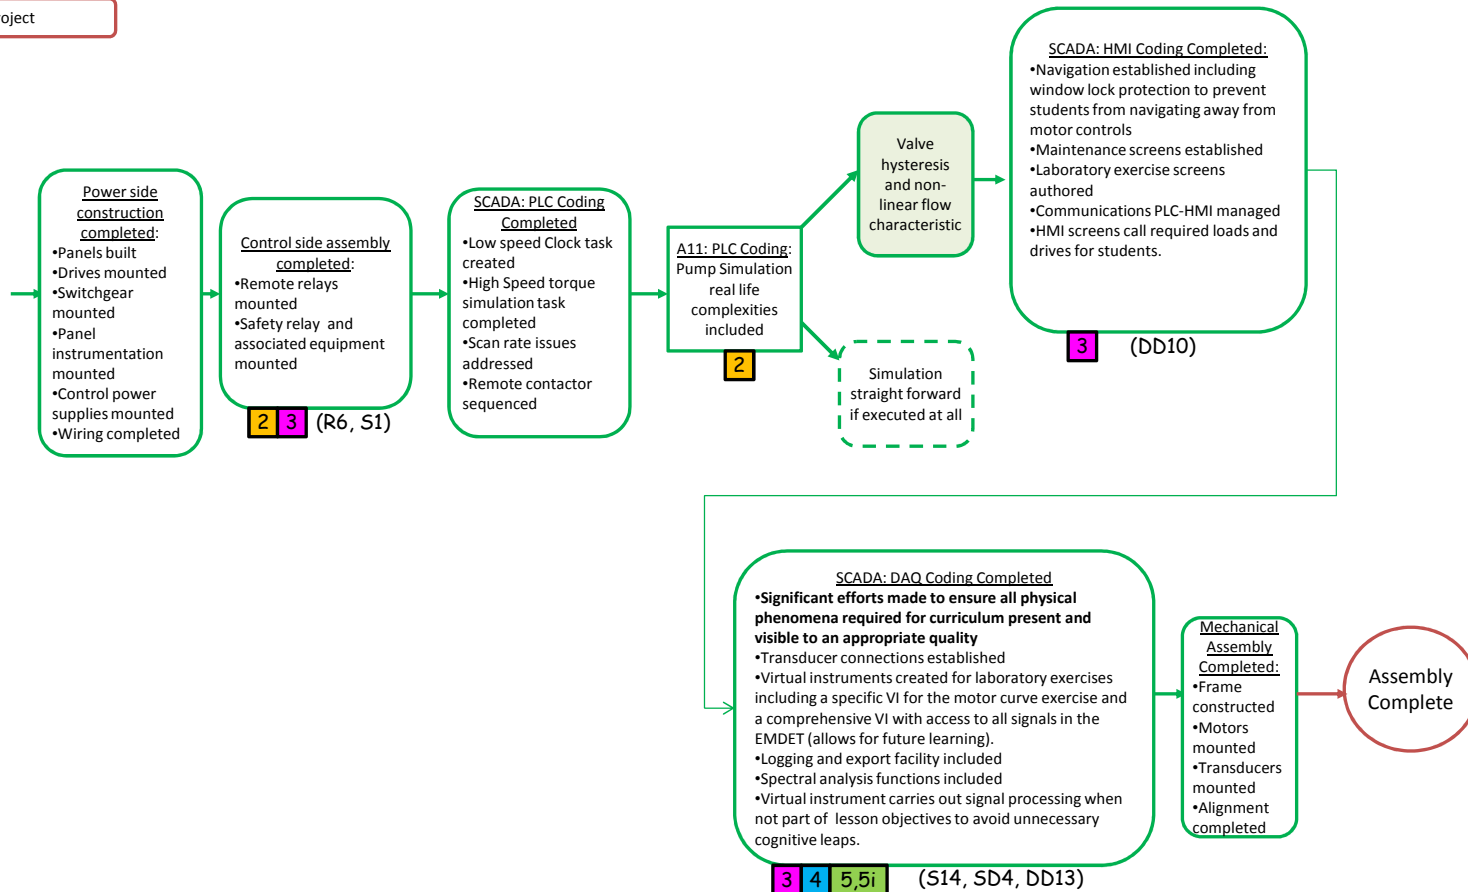 oject
Power side
construction
completed:
•Panels built
•Drives mounted
•Switchgear
mounted
•Panel
instrumentation
mounted
•Control power
supplies mounted
•Wiring completed
Control side assembly
completed:
•Remote relays
mounted
•Safety relay and
associated equipment
mounted
2 3 (R6, S1)
SCADA: PLC Coding
Completed
•Low speed Clock task
created
•High Speed torque
simulation task
completed
•Scan rate issues
addressed
•Remote contactor
sequenced
A11: PLC Coding:
Pump Simulation
real life
complexities
included
2
Valve
hysteresis
and non-
linear flow
characteristic
Simulation
straight forward
if executed at all
SCADA: HMI Coding Completed:
•Navigation established including
window lock protection to prevent
students from navigating away from
motor controls
•Maintenance screens established
•Laboratory exercise screens
authored
•Communications PLC-HMI managed
•HMI screens call required loads and
drives for students.
3 (DD10)
SCADA: DAQ Coding Completed
•Significant efforts made to ensure all physical
phenomena required for curriculum present and
visible to an appropriate quality
•Transducer connections established
•Virtual instruments created for laboratory exercises
including a specific VI for the motor curve exercise and
a comprehensive VI with access to all signals in the
EMDET (allows for future learning).
•Logging and export facility included
•Spectral analysis functions included
•Virtual instrument carries out signal processing when
not part of lesson objectives to avoid unnecessary
cognitive leaps.
3 4 5,5i (S14, SD4, DD13)
Mechanical
Assembly
Completed:
•Frame
constructed
•Motors
mounted
•Transducers
mounted
•Alignment
completed
Assembly
Complete